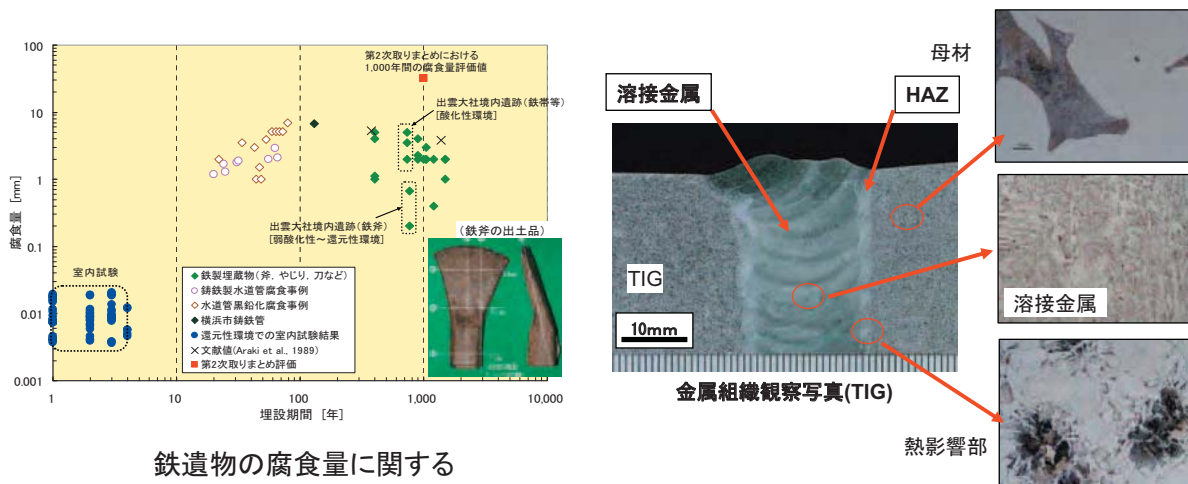 100
10
1
0.1
0.01
0.001
腐食量 [mm]
1
10
100
1,000
10,000
埋設期間 [年]
第2次取りまとめにおける
1,000年間の腐食量評価値
出雲大社境内遺跡(鉄帯等)
[酸化性環境]
出雲大社境内遺跡(鉄斧)
[弱酸化性～還元性環境]
(鉄斧の出土品)
室内試験
鉄製埋蔵物(斧、やじり、刀など)
鋳鉄製水道管腐食事例
水道管黒鉛化腐食事例
横浜市鋳鉄管
還元性環境での室内試験結果
文献値(Araki et al., 1989)
第2次取りまとめ評価
鉄遺物の腐食量に関する
溶接金属
HAZ
TIG
10mm
金属組織観察写真(TIG)
母材
溶接金属
熱影響部